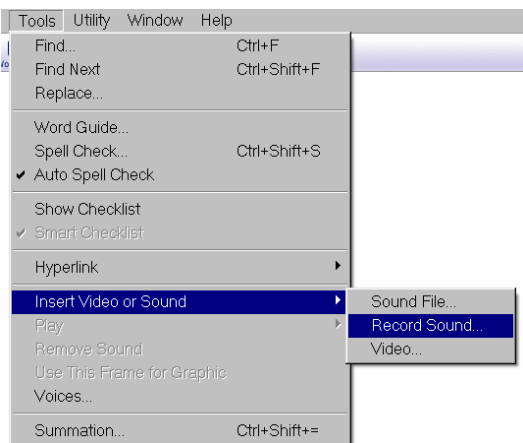 Tools Utility Window Help
Find... Ctrl+F
Find Next Ctrl+Shift+F
Replace...
Word Guide...
Spell Check... Ctrl+Shift+S
Auto Spell Check
Show Checklist
Smart Checklist
Hyperlink
Insert Video or Sound
Sound File...
Play
Record Sound...
Remove Sound
Video...
Use This Frame for Graphic
Voices...
Summation... Ctrl+Shift+=